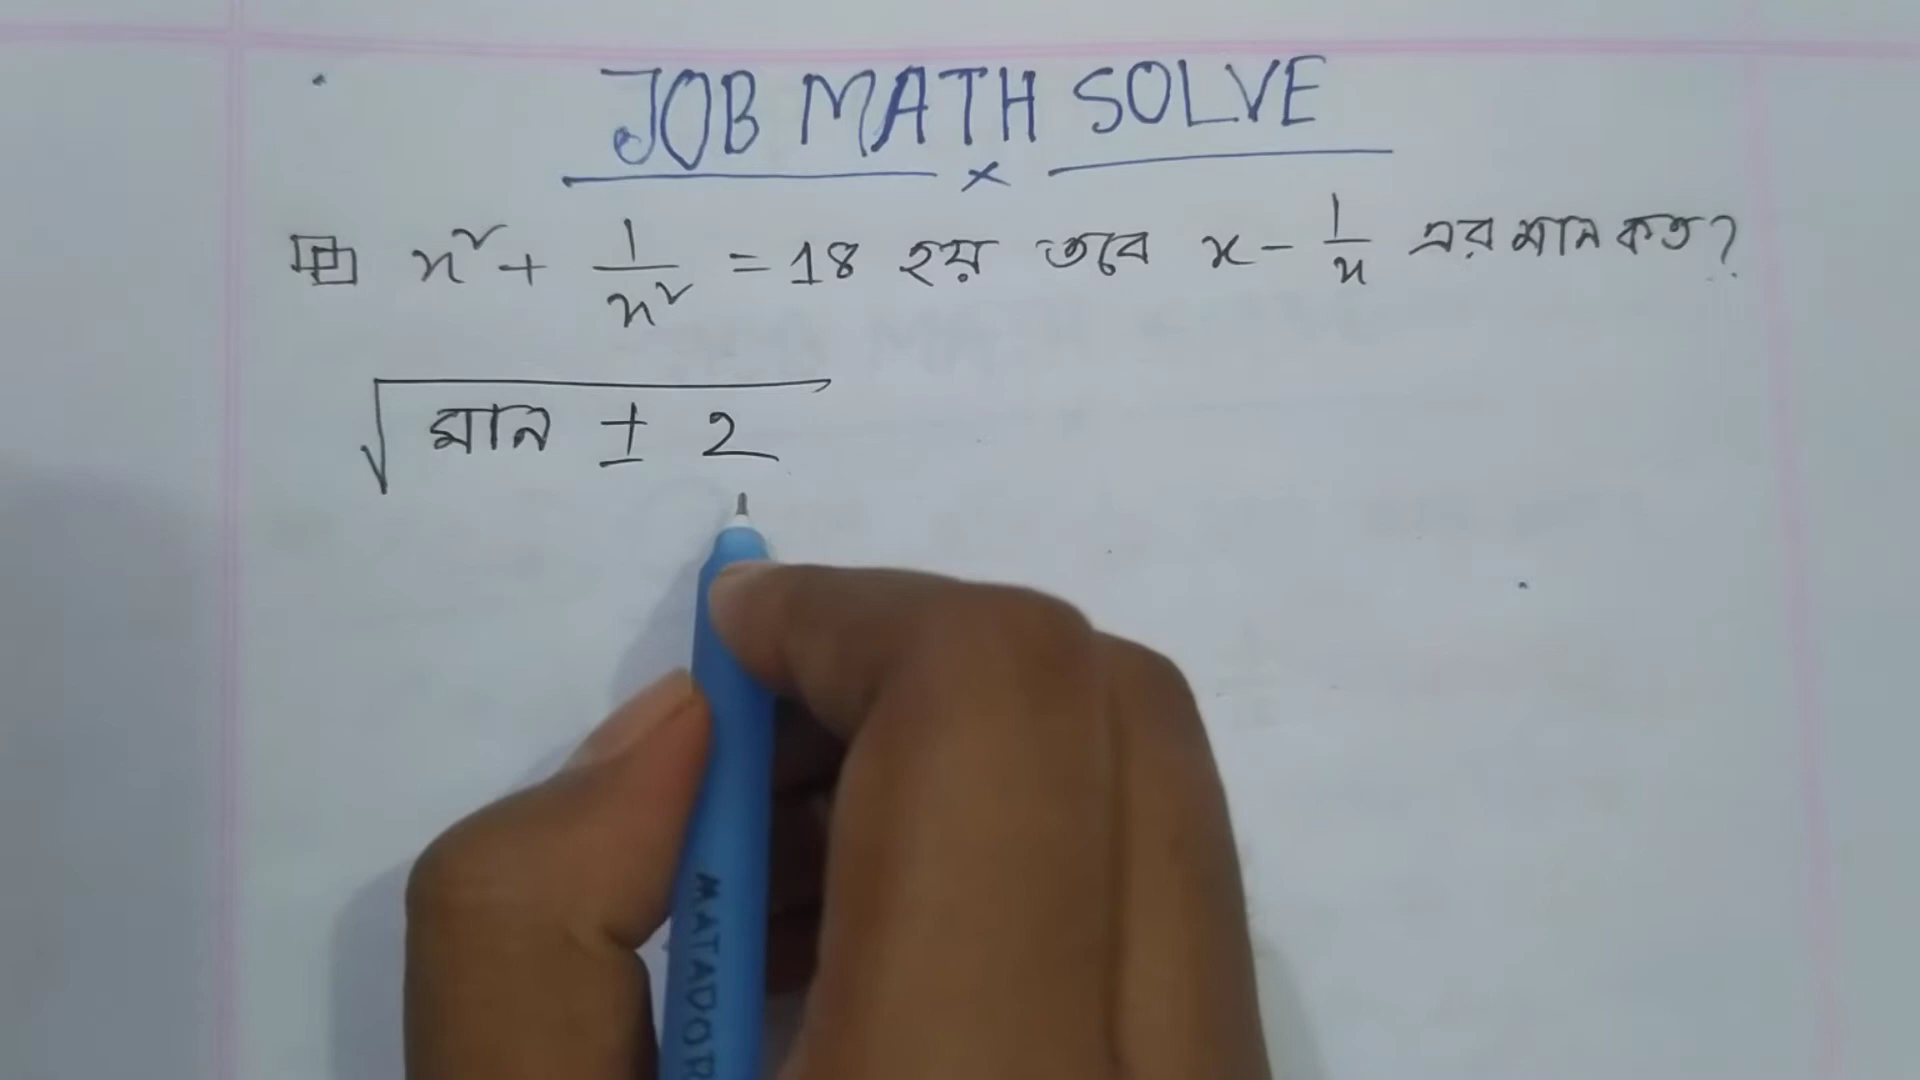 JOB MATH SOLVE
x
x² + 1/x² = 18 হয় তবে x - 1/x এর মান কত?
√মান ± 2
MATADOR